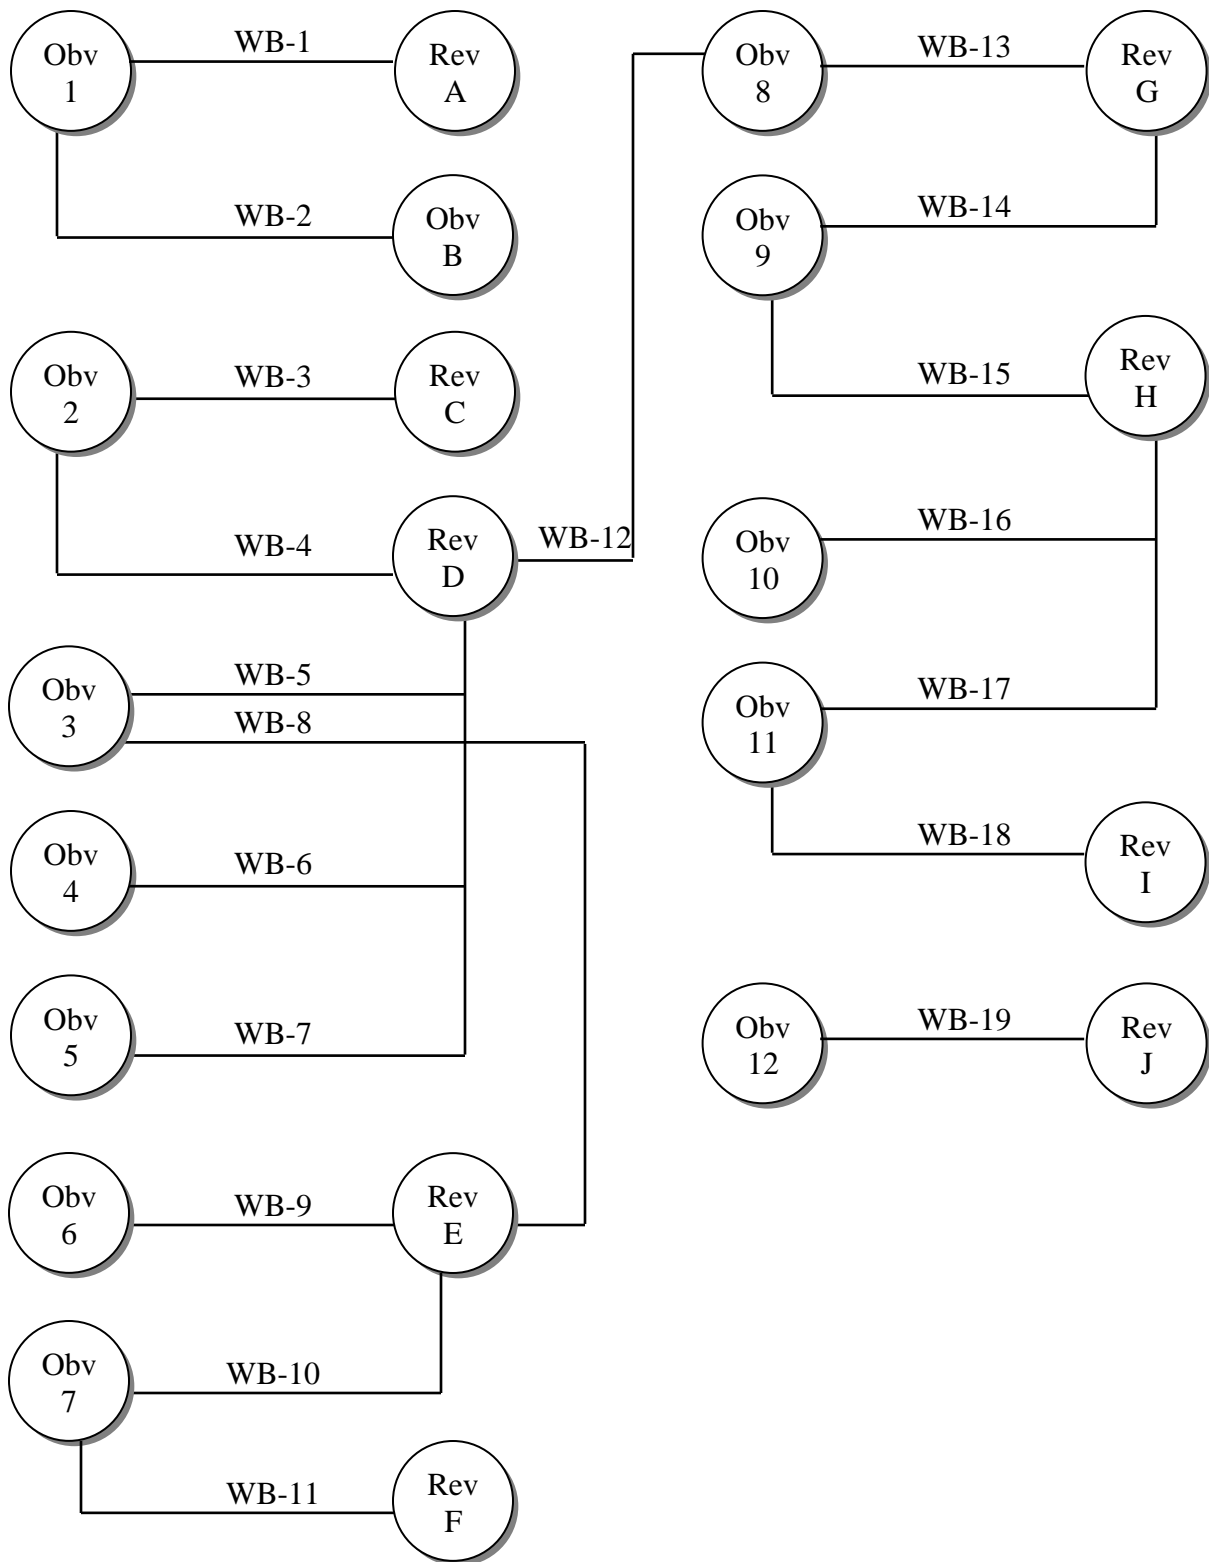 Obv
1
WB-1
Rev
A
WB-2
Obv
B
Obv
2
WB-3
Rev
C
WB-4
Rev
D
WB-12
Obv
3
WB-5
WB-8
Obv
4
WB-6
Obv
5
WB-7
Obv
6
WB-9
Rev
E
Obv
7
WB-10
WB-11
Rev
F
Obv
8
WB-13
Rev
G
Obv
9
WB-14
WB-15
Rev
H
Obv
10
WB-16
Obv
11
WB-17
WB-18
Rev
I
Obv
12
WB-19
Rev
J